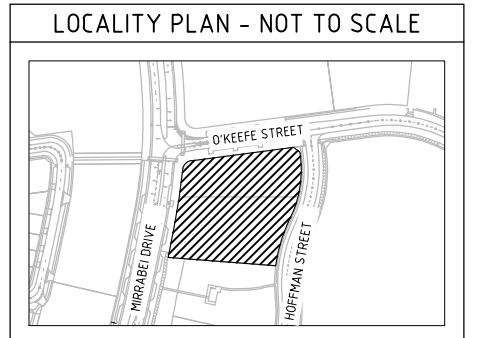 LOCALITY PLAN - NOT TO SCALE
O'KEEFE STREET
MIRRABEI DRIVE
HOFFMAN STREET